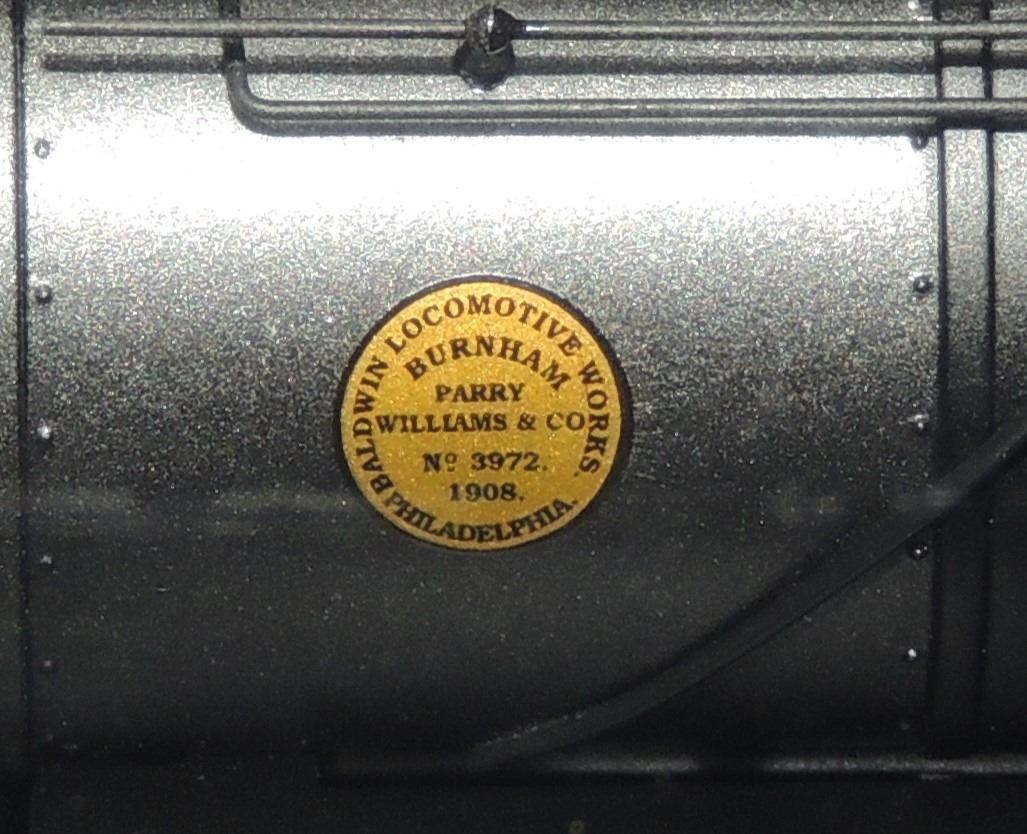 BALDWIN LOCOMOTIVE WORKS.
BURNHAM
PARRY
WILLIAMS & CO
Nº 3972.
1908.
PHILADELPHIA.